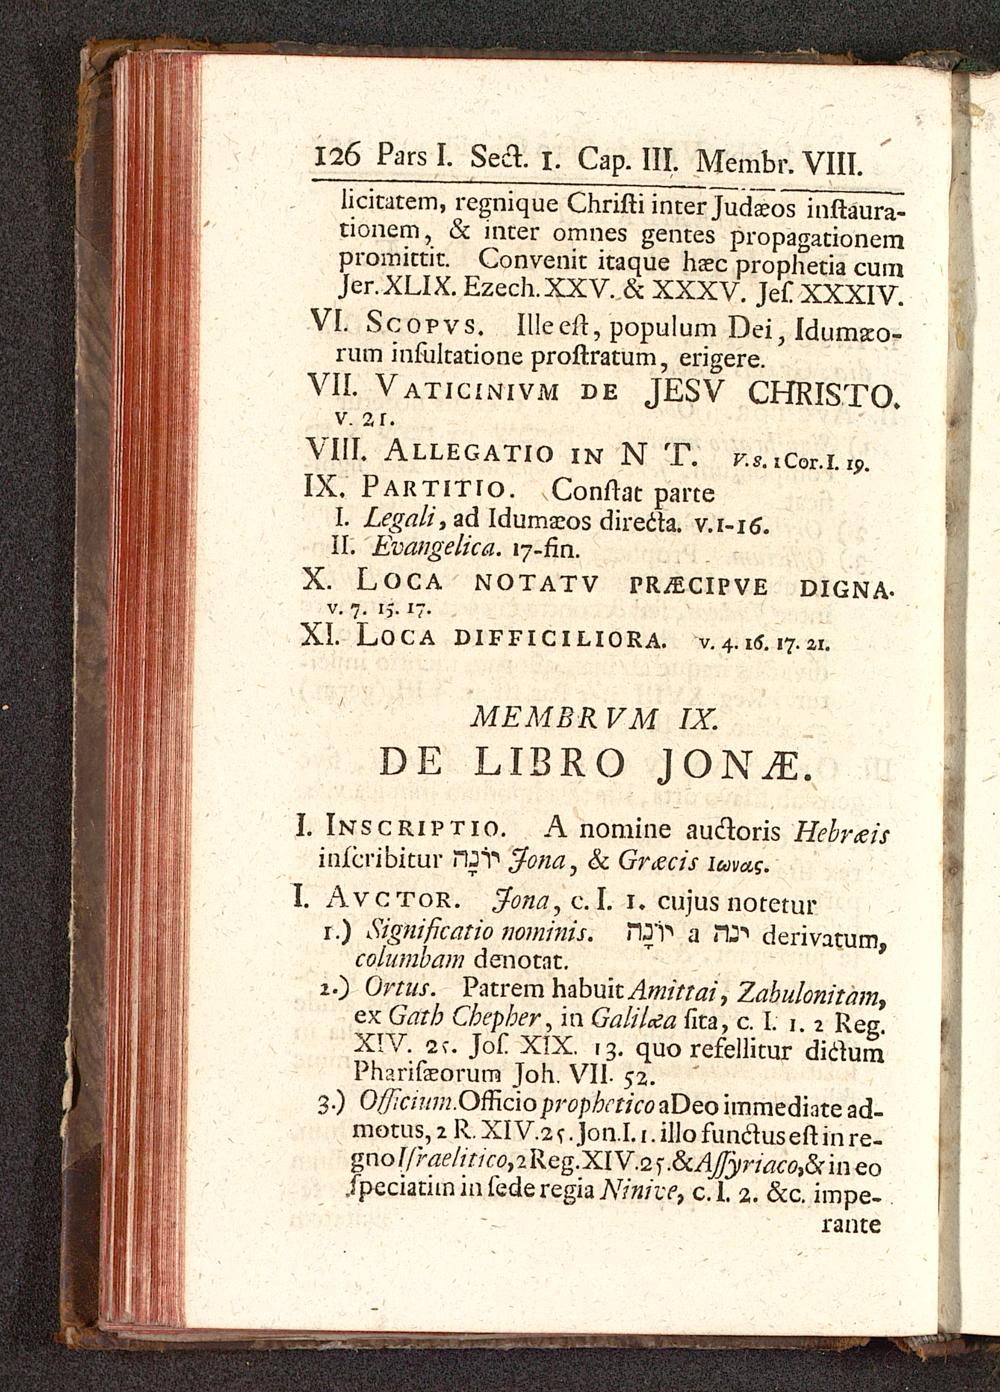 126 Pars I. Sect. 1. Cap. III. Membr. VIII.
licitatem, regnique Chriſti inter Judæos inſtaura-
tionem, & inter omnes gentes propagationem
promittit. Convenit itaque hæc prophetia cum
Jer. XLIX. Ezech. XXV. & XXXV. Jeſ. XXXIV.
VI. SCOPVS. Ille eſt, populum Dei, Idumæo-
rum inſultatione proſtratum, erigere.
VII. VATICINIVM DE JESV CHRISTO.
v. 21.
VIII. ALLEGATIO IN N T. v. 8. 1 Cor. I. 19.
IX. PARTITIO. Conſtat parte
I. Legali, ad Idumæos directa. v. 1-16.
II. Evangelica. 17-fin.
X. LOCA NOTATV PRÆCIPVE DIGNA.
v. 7. 15. 17.
XI. LOCA DIFFICILIORA. v. 4. 16. 17. 21.
MEMBRVM IX.
DE LIBRO JONÆ.
I. INSCRIPTIO. A nomine auctoris Hebræis
inſcribitur יוֹנָה Jona, & Græcis Ιωνας.
I. AVCTOR. Jona, c. I. 1. cujus notetur
1.) Significatio nominis. יוֹנָה a ינה derivatum,
columbam denotat.
2.) Ortus. Patrem habuit Amittai, Zabulonitam,
ex Gath Chepher, in Galilæa ſita, c. I. 1. 2 Reg.
XIV. 25. Joſ. XIX. 13. quo refellitur dictum
Phariſæorum Joh. VII. 52.
3.) Officium. Officio prophetico a Deo immediate ad-
motus, 2 R. XIV. 25. Jon. I. 1. illo functus eſt in re-
gno Iſraelitico, 2 Reg. XIV. 25. & Aſſyriaco, & in eo
ſpeciatim in ſede regia Ninive, c. I. 2. &c. impe-
rante